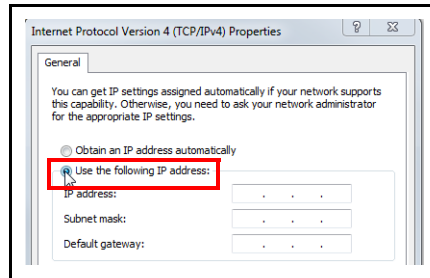 Internet Protocol Version 4 (TCP/IPv4) Properties
General
You can get IP settings assigned automatically if your network supports
this capability. Otherwise, you need to ask your network administrator
for the appropriate IP settings.
Obtain an IP address automatically
Use the following IP address:
IP address:
Subnet mask:
Default gateway: